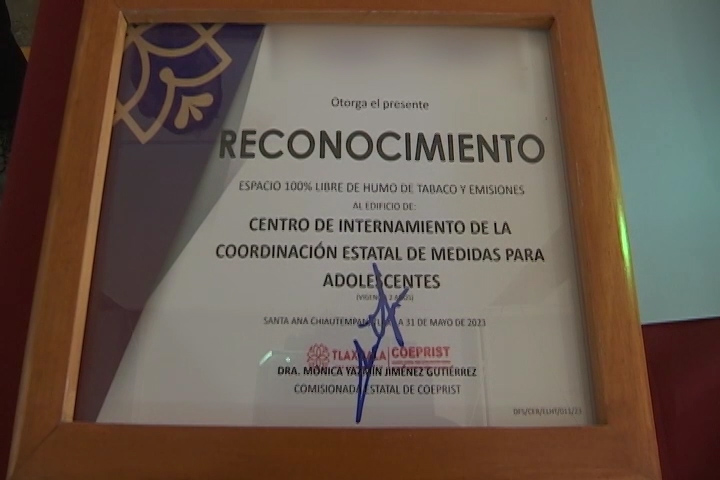 Otorga el presente
RECONOCIMIENTO
ESPACIO 100% LIBRE DE HUMO DE TABACO Y EMISIONES
AL EDIFICIO DE:
CENTRO DE INTERNAMIENTO DE LA
COORDINACIÓN ESTATAL DE MEDIDAS PARA
ADOLESCENTES
SANTA ANA CHIAUTEMPAN A 31 DE MAYO DE 2023
TLAXCALA COEPRIST
DRA. MÓNICA YAZMÍN JIMÉNEZ GUTIÉRREZ
COMISIONADA ESTATAL DE COEPRIST